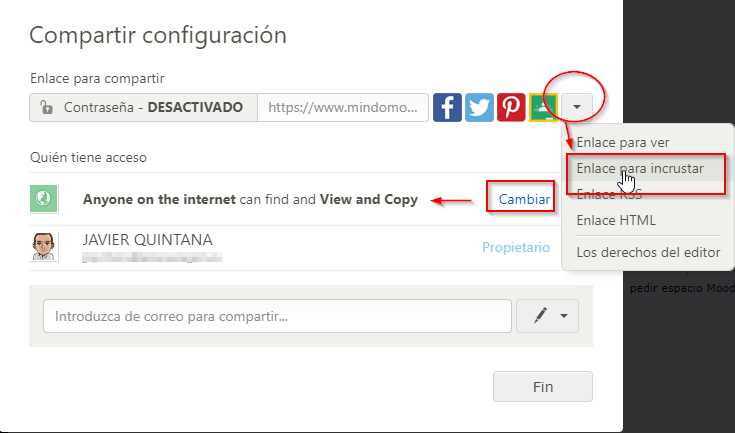 Compartir configuración
Enlace para compartir
Contraseña - DESACTIVADO https://www.mindomo...
Enlace para ver
Enlace para incrustar
Enlace RSS
Enlace HTML
Los derechos del editor
Quién tiene acceso
Anyone on the internet can find and View and Copy Cambiar
JAVIER QUINTANA
Propietario
pedir espacio Mood
Introduzca de correo para compartir...
Fin